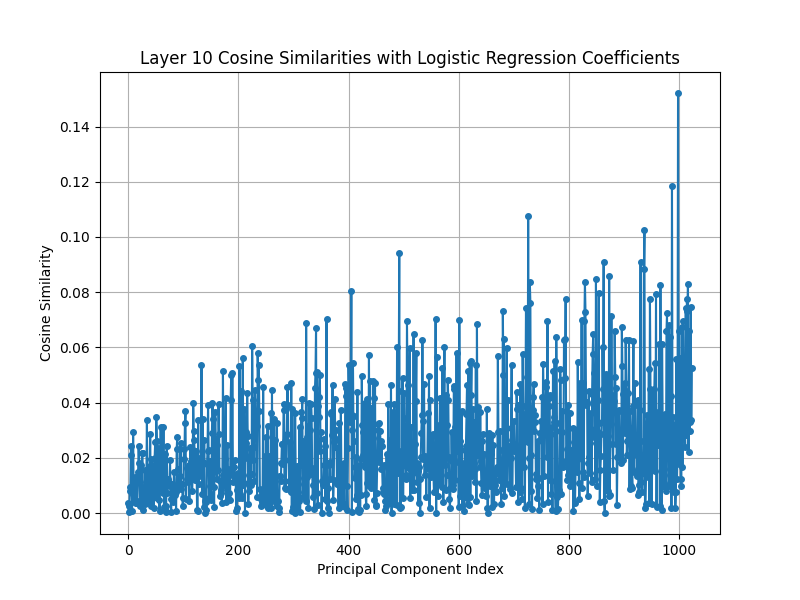 Layer 10 Cosine Similarities with Logistic Regression Coefficients
0.14
0.12
0.10
0.08
0.06
0.04
0.02
0.00
Cosine Similarity
0 200 400 600 800 1000
Principal Component Index